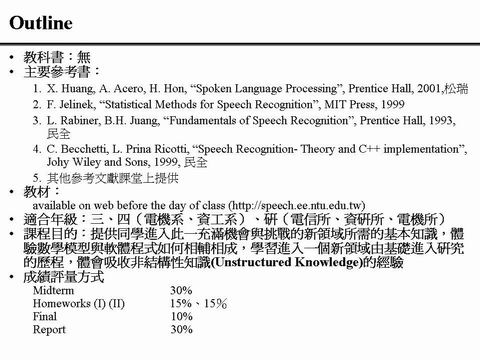 Outline
• 教科書：無
• 主要參考書：
1. X. Huang, A. Acero, H. Hon, “Spoken Language Processing”, Prentice Hall, 2001,松瑞
2. F. Jelinek, “Statistical Methods for Speech Recognition”, MIT Press, 1999
3. L. Rabiner, B.H. Juang, “Fundamentals of Speech Recognition”, Prentice Hall, 1993,
民全
4. C. Becchetti, L. Prina Ricotti, “Speech Recognition- Theory and C++ implementation”,
Johy Wiley and Sons, 1999, 民全
5. 其他參考文獻課堂上提供
• 教材：
available on web before the day of class (http://speech.ee.ntu.edu.tw)
• 適合年級：三、四（電機系、資工系）、研（電信所、資研所、電機所）
• 課程目的：提供同學進入此一充滿機會與挑戰的新領域所需的基本知識，體
驗數學模型與軟體程式如何相輔相成，學習進入一個新領域由基礎進入研究
的歷程，體會吸收非結構性知識(Unstructured Knowledge)的經驗
• 成績評量方式
Midterm 30%
Homeworks (I) (II) 15%、15%
Final 10%
Report 30%